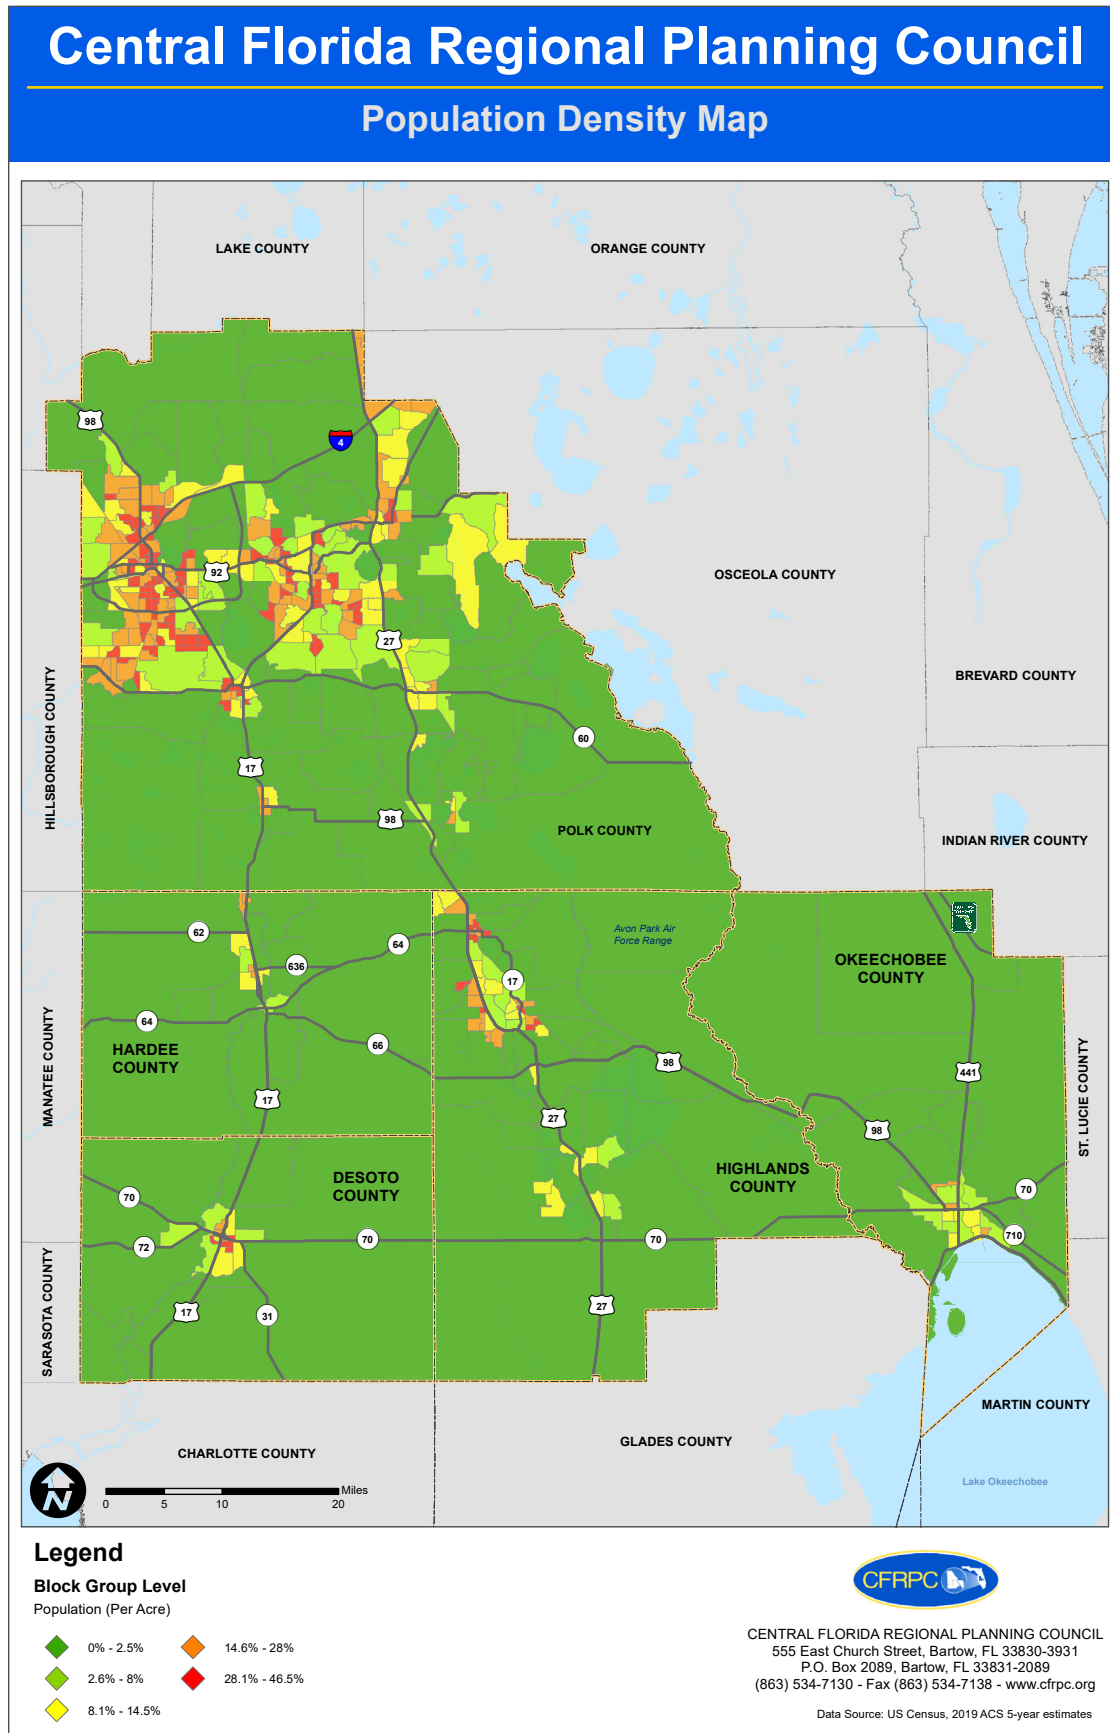 Central Florida Regional Planning Council
Population Density Map
LAKE COUNTY
ORANGE COUNTY
98
4
92
OSCEOLA COUNTY
27
BREVARD COUNTY
HILLSBOROUGH COUNTY
60
17
98
POLK COUNTY
INDIAN RIVER COUNTY
62
64
636
Avon Park Air
Force Range
OKEECHOBEE
COUNTY
17
64
HARDEE
COUNTY
66
98
441
MANATEE COUNTY
ST. LUCIE COUNTY
17
27
98
DESOTO
COUNTY
HIGHLANDS
COUNTY
70
70
72
70
70
710
SARASOTA COUNTY
17
31
27
MARTIN COUNTY
CHARLOTTE COUNTY
GLADES COUNTY
Lake Okeechobee
N
Miles
0 5 10 20
Legend
Block Group Level
Population (Per Acre)
0% - 2.5%
2.6% - 8%
8.1% - 14.5%
14.6% - 28%
28.1% - 46.5%
CFRPC
CENTRAL FLORIDA REGIONAL PLANNING COUNCIL
555 East Church Street, Bartow, FL 33830-3931
P.O. Box 2089, Bartow, FL 33831-2089
(863) 534-7130 - Fax (863) 534-7138 - www.cfrpc.org
Data Source: US Census, 2019 ACS 5-year estimates